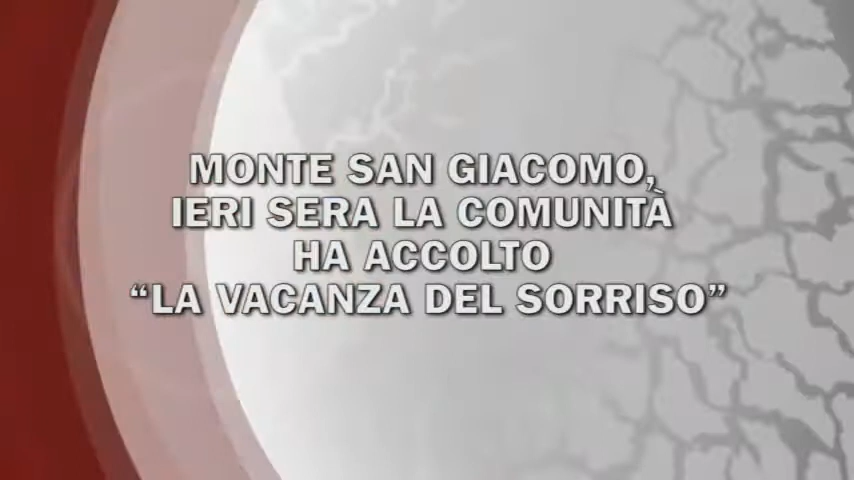 MONTE SAN GIACOMO,
IERI SERA LA COMUNITÀ
HA ACCOLTO
“LA VACANZA DEL SORRISO”